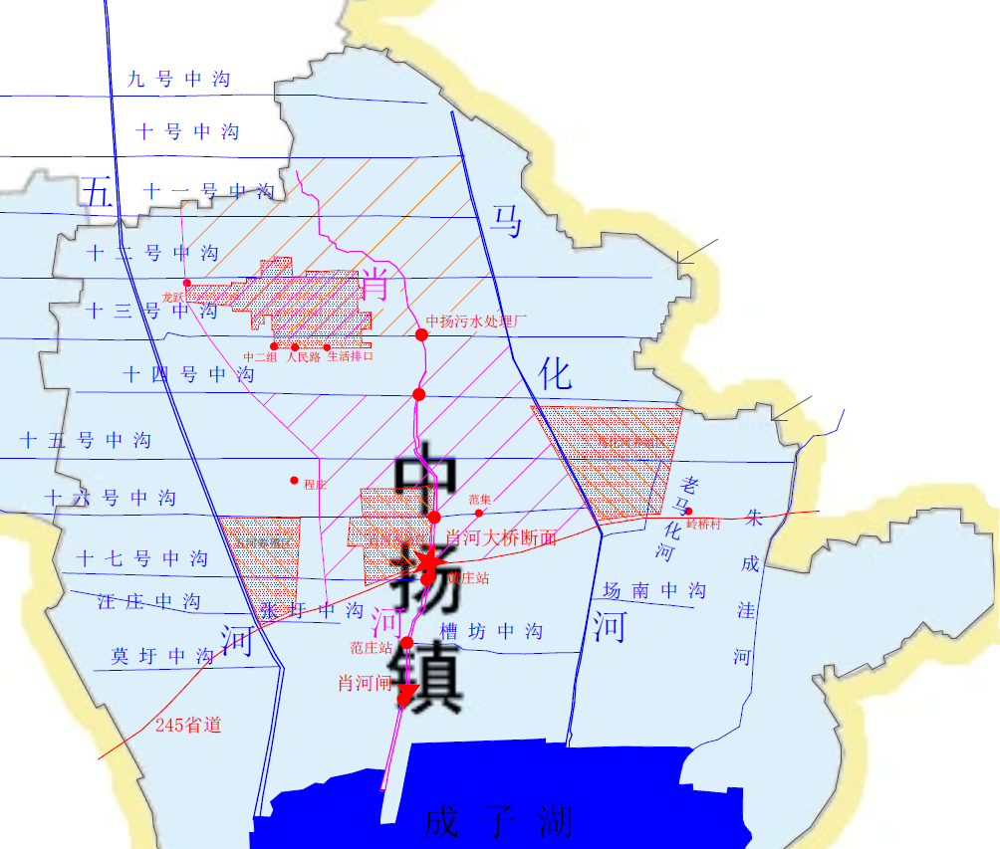 九号中沟
十号中沟
五
十一号中沟
马
十二号中沟
肖
龙跃
十三号中沟
中扬污水处理厂
中二组
人民路
生活排口
十四号中沟
化
十五号中沟
中
程庄
老
马
化
河
十六号中沟
范集
朱
成
洼
河
岭桥村
肖河大桥断面
十七号中沟
扬
场南中沟
汪庄中沟
张圩中沟
河
槽坊中沟
河
河
莫圩中沟
范庄站
镇
肖河闸
245省道
成子湖